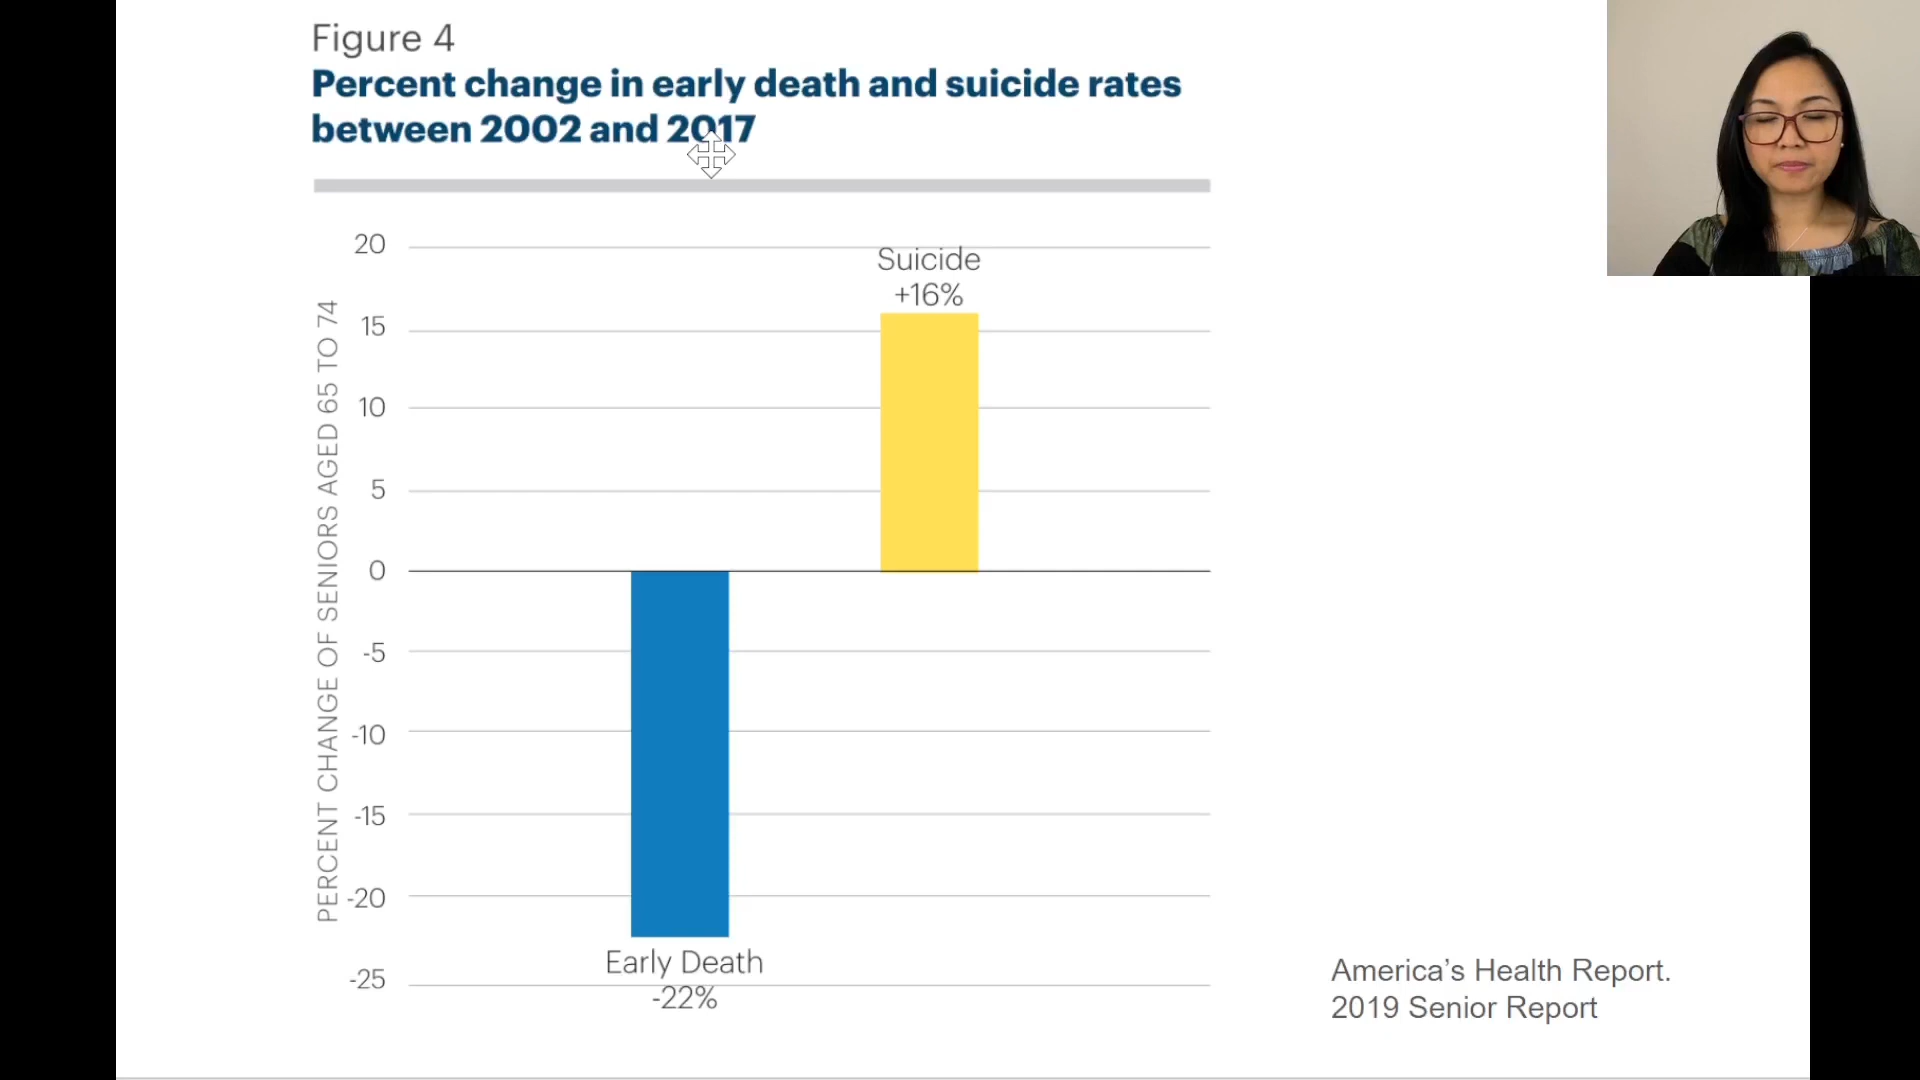 Figure 4
Percent change in early death and suicide rates
between 2002 and 2017
PERCENT CHANGE OF SENIORS AGED 65 TO 74
20
15
10
5
0
-5
-10
-15
-20
-25
Suicide
+16%
Early Death
-22%
America’s Health Report.
2019 Senior Report